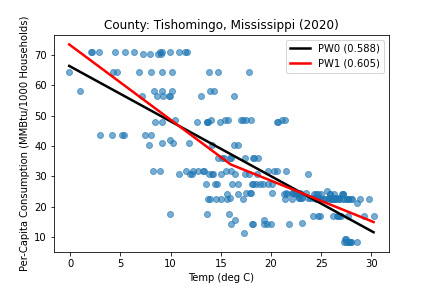 County: Tishomingo, Mississippi (2020)
Per-Capita Consumption (MMBtu/1000 Households)
70
60
50
40
30
20
10
PW0 (0.588)
PW1 (0.605)
0 5 10 15 20 25 30
Temp (deg C)